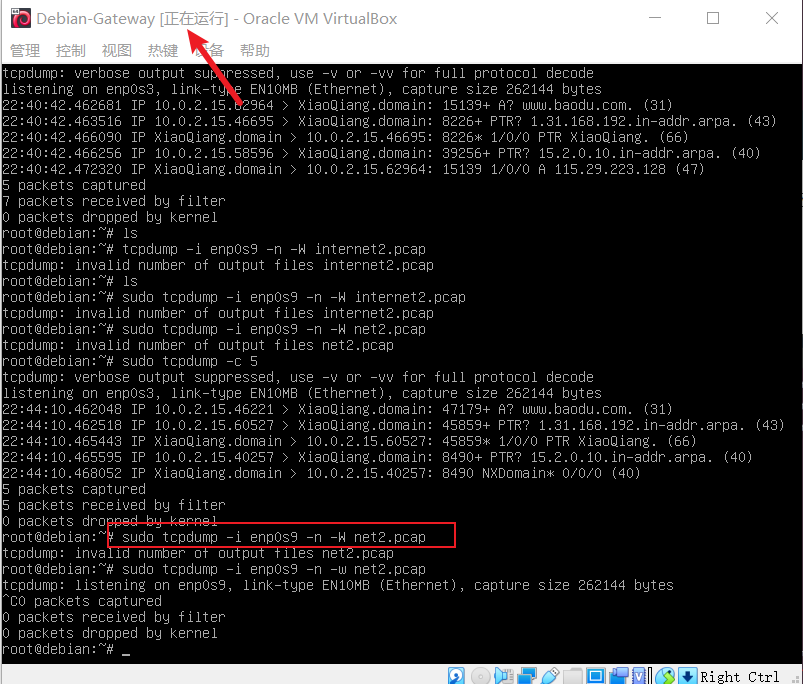 Debian-Gateway [正在运行] - Oracle VM VirtualBox
管理 控制 视图 热键 设备 帮助
tcpdump: verbose output suppressed, use -v or -vv for full protocol decode
listening on enp0s3, link-type EN10MB (Ethernet), capture size 262144 bytes
22:40:42.462681 IP 10.0.2.15.62964 > XiaoQiang.domain: 15139+ A? www.baodu.com. (31)
22:40:42.463516 IP 10.0.2.15.46695 > XiaoQiang.domain: 8226+ PTR? 1.31.168.192.in-addr.arpa. (43)
22:40:42.466090 IP XiaoQiang.domain > 10.0.2.15.46695: 8226* 1/0/0 PTR XiaoQiang. (66)
22:40:42.466256 IP 10.0.2.15.58596 > XiaoQiang.domain: 39256+ PTR? 15.2.0.10.in-addr.arpa. (40)
22:40:42.472320 IP XiaoQiang.domain > 10.0.2.15.62964: 15139 1/0/0 A 115.29.223.128 (47)
5 packets captured
7 packets received by filter
0 packets dropped by kernel
root@debian:~# ls
root@debian:~# tcpdump -i enp0s9 -n -W internet2.pcap
tcpdump: invalid number of output files internet2.pcap
root@debian:~# ls
root@debian:~# sudo tcpdump -i enp0s9 -n -W internet2.pcap
tcpdump: invalid number of output files internet2.pcap
root@debian:~# sudo tcpdump -i enp0s9 -n -W net2.pcap
tcpdump: invalid number of output files net2.pcap
root@debian:~# sudo tcpdump -c 5
tcpdump: verbose output suppressed, use -v or -vv for full protocol decode
listening on enp0s3, link-type EN10MB (Ethernet), capture size 262144 bytes
22:44:10.462048 IP 10.0.2.15.46221 > XiaoQiang.domain: 47179+ A? www.baodu.com. (31)
22:44:10.462518 IP 10.0.2.15.60527 > XiaoQiang.domain: 45859+ PTR? 1.31.168.192.in-addr.arpa. (43)
22:44:10.465443 IP XiaoQiang.domain > 10.0.2.15.60527: 45859* 1/0/0 PTR XiaoQiang. (66)
22:44:10.465595 IP 10.0.2.15.40257 > XiaoQiang.domain: 8490+ PTR? 15.2.0.10.in-addr.arpa. (40)
22:44:10.468052 IP XiaoQiang.domain > 10.0.2.15.40257: 8490 NXDomain* 0/0/0 (40)
5 packets captured
5 packets received by filter
0 packets dropped by kernel
root@debian:~# sudo tcpdump -i enp0s9 -n -W net2.pcap
tcpdump: invalid number of output files net2.pcap
root@debian:~# sudo tcpdump -i enp0s9 -n -w net2.pcap
tcpdump: listening on enp0s9, link-type EN10MB (Ethernet), capture size 262144 bytes
^C0 packets captured
0 packets received by filter
0 packets dropped by kernel
root@debian:~# _
Right Ctrl